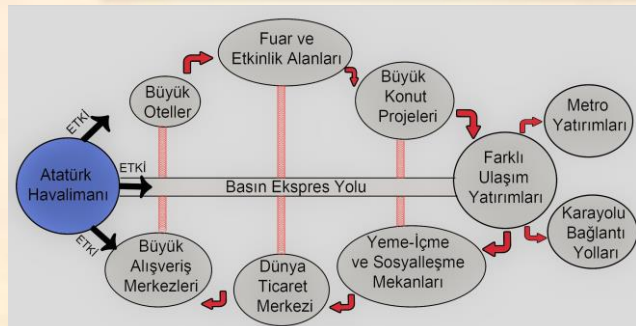 Fuar ve
Etkinlik Alanları
Büyük
Oteller
Büyük
Konut
Projeleri
Metro
Yatırımları
ETKİ
Atatürk
Havalimanı
ETKİ
Basın Ekspres Yolu
Farklı
Ulaşım
Yatırımları
Karayolu
Bağlantı
Yolları
ETKİ
Büyük
Alışveriş
Merkezleri
Dünya
Ticaret
Merkezi
Yeme-İçme
ve Sosyalleşme
Mekanları